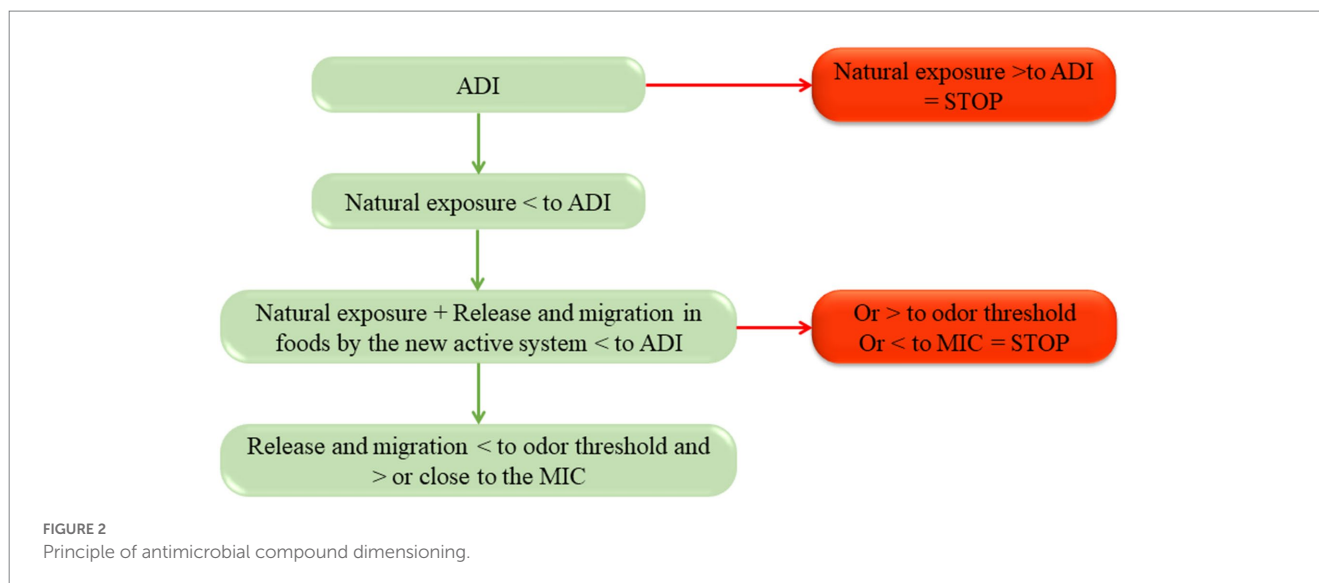 ADI
Natural exposure >to ADI
= STOP
Natural exposure < to ADI
Natural exposure + Release and migration in
foods by the new active system < to ADI
Or > to odor threshold
Or < to MIC = STOP
Release and migration < to odor threshold and
> or close to the MIC
FIGURE 2
Principle of antimicrobial compound dimensioning.